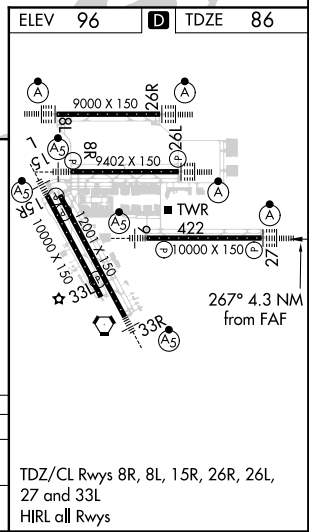 ELEV 96 D TDZE 86
A A
9000 X 150
8L 26R
A5
8R 26L
P P
9402 X 150
A
15L
A5
15R
P P
12001 X 150
10000 X 150
A5
TWR
A
9 422
P 10000 X 150 P
27
33L P
33R
A5
267° 4.3 NM
from FAF
TDZ/CL Rwys 8R, 8L, 15R, 26R, 26L,
27 and 33L
HIRL all Rwys